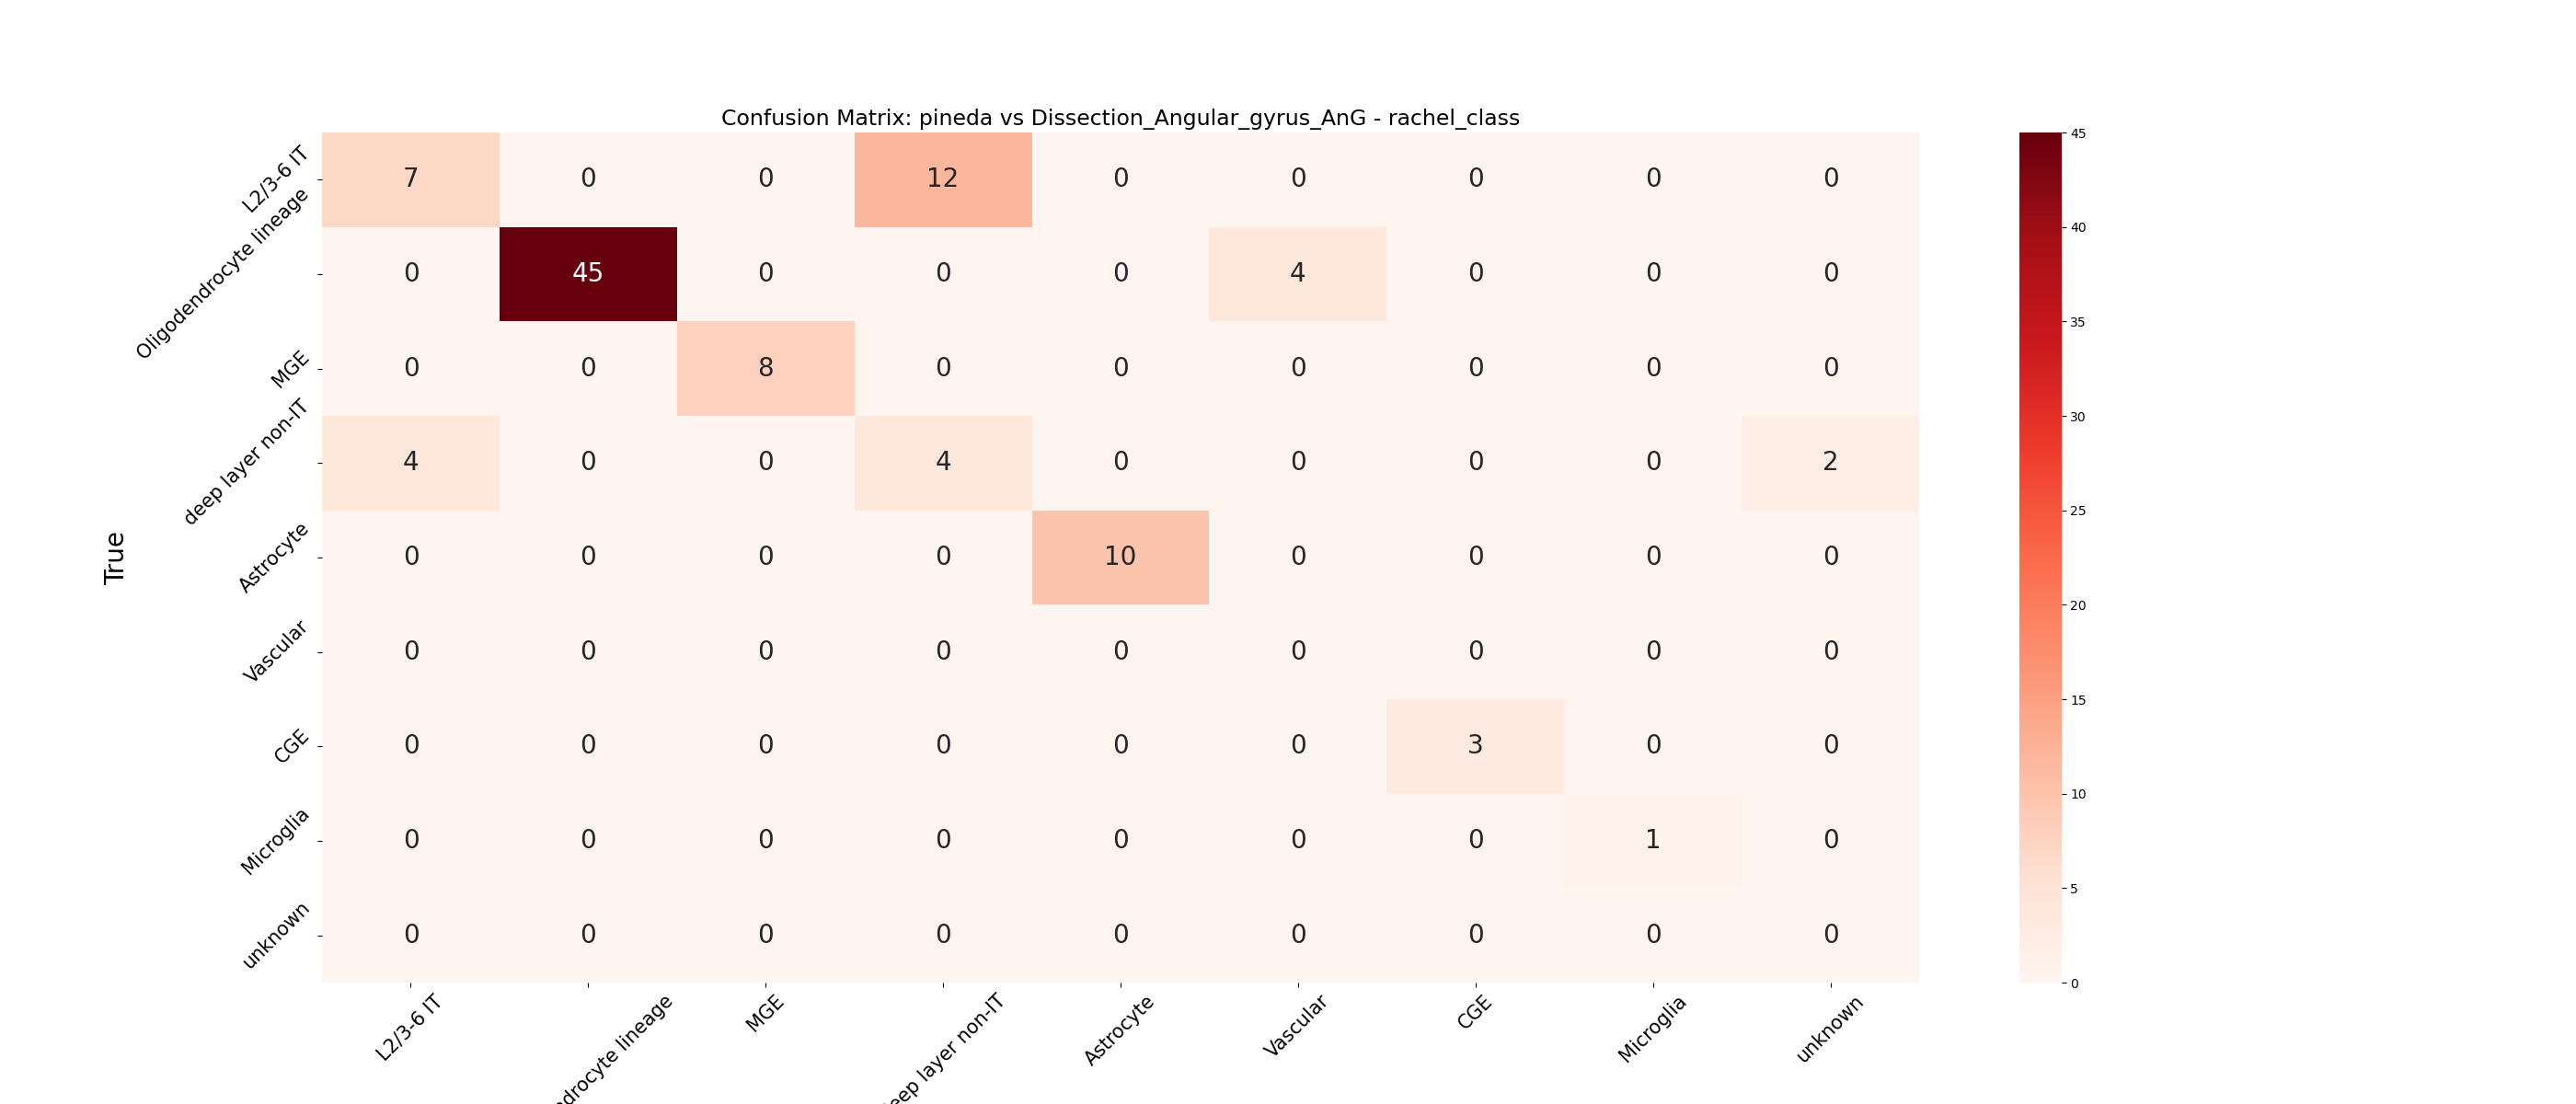 Confusion Matrix: pineda vs Dissection_Angular_gyrus_AnG - rachel_class
True
L2/3-6 IT 7 0 0 12 0 0 0 0 0
Oligodendrocyte lineage 0 45 0 0 0 4 0 0 0
MGE 0 0 8 0 0 0 0 0 0
deep layer non-IT 4 0 0 4 0 0 0 0 2
Astrocyte 0 0 0 0 10 0 0 0 0
Vascular 0 0 0 0 0 0 0 0 0
CGE 0 0 0 0 0 0 3 0 0
Microglia 0 0 0 0 0 0 0 1 0
unknown 0 0 0 0 0 0 0 0 0
L2/3-6 IT
lineage
MGE
layer non-IT
Astrocyte
Vascular
CGE
Microglia
unknown
45
40
35
30
25
20
15
10
5
0